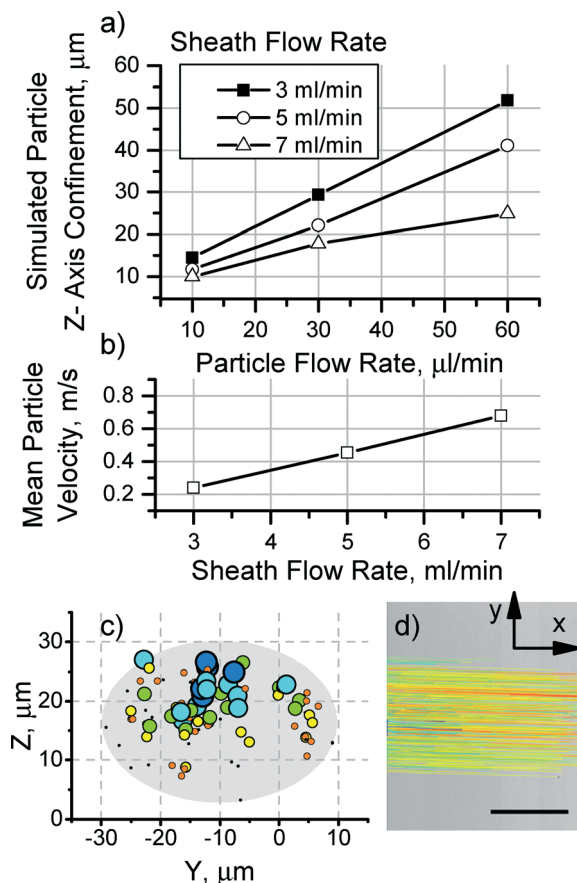 a)
Sheath Flow Rate
3 ml/min
5 ml/min
7 ml/min
Simulated Particle
Z- Axis Confinement, μm
60
50
40
30
20
10
10 20 30 40 50 60
Particle Flow Rate, μl/min
b)
Mean Particle
Velocity, m/s
0.8
0.6
0.4
0.2
3 4 5 6 7
Sheath Flow Rate, ml/min
c)
Z, μm
30
20
10
0
-30 -20 -10 0 10
Y, μm
d)
y
x